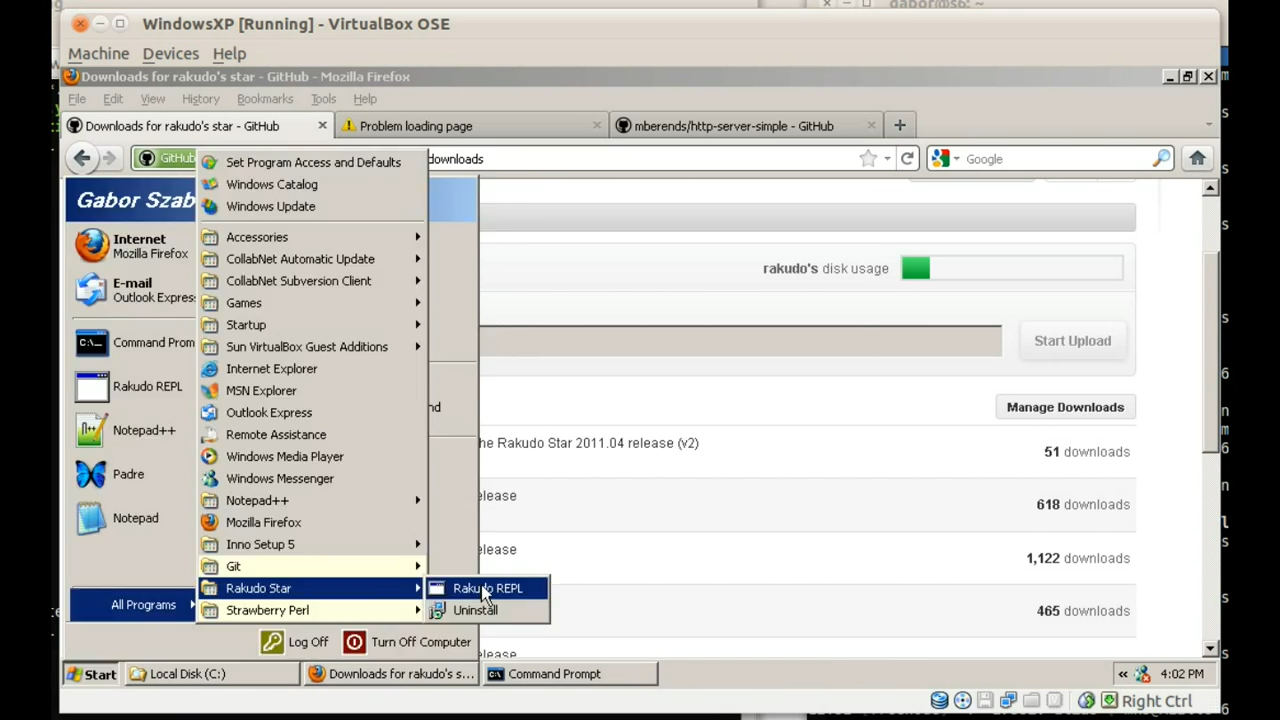 gabor@s6: ~
WindowsXP [Running] - VirtualBox OSE
Machine Devices Help
Downloads for rakudo's star - GitHub - Mozilla Firefox
File Edit View History Bookmarks Tools Help
Downloads for rakudo's star - GitHub
Problem loading page
mberends/http-server-simple - GitHub
GitHub
downloads
Google
Gabor Szab
Internet
Mozilla Firefox
E-mail
Outlook Expres
Command Prom
Rakudo REPL
Notepad++
Padre
Notepad
All Programs
Set Program Access and Defaults
Windows Catalog
Windows Update
Accessories
CollabNet Automatic Update
CollabNet Subversion Client
Games
Startup
Sun VirtualBox Guest Additions
Internet Explorer
MSN Explorer
Outlook Express
Remote Assistance
Windows Media Player
Windows Messenger
Notepad++
Mozilla Firefox
Inno Setup 5
Git
Rakudo Star
Strawberry Perl
Rakudo REPL
Uninstall
Log Off
Turn Off Computer
rakudo's disk usage
Start Upload
nd
Manage Downloads
he Rakudo Star 2011.04 release (v2)
51 downloads
elease
618 downloads
elease
1,122 downloads
465 downloads
elease
Start
Local Disk (C:)
Downloads for rakudo's s...
Command Prompt
4:02 PM
Right Ctrl